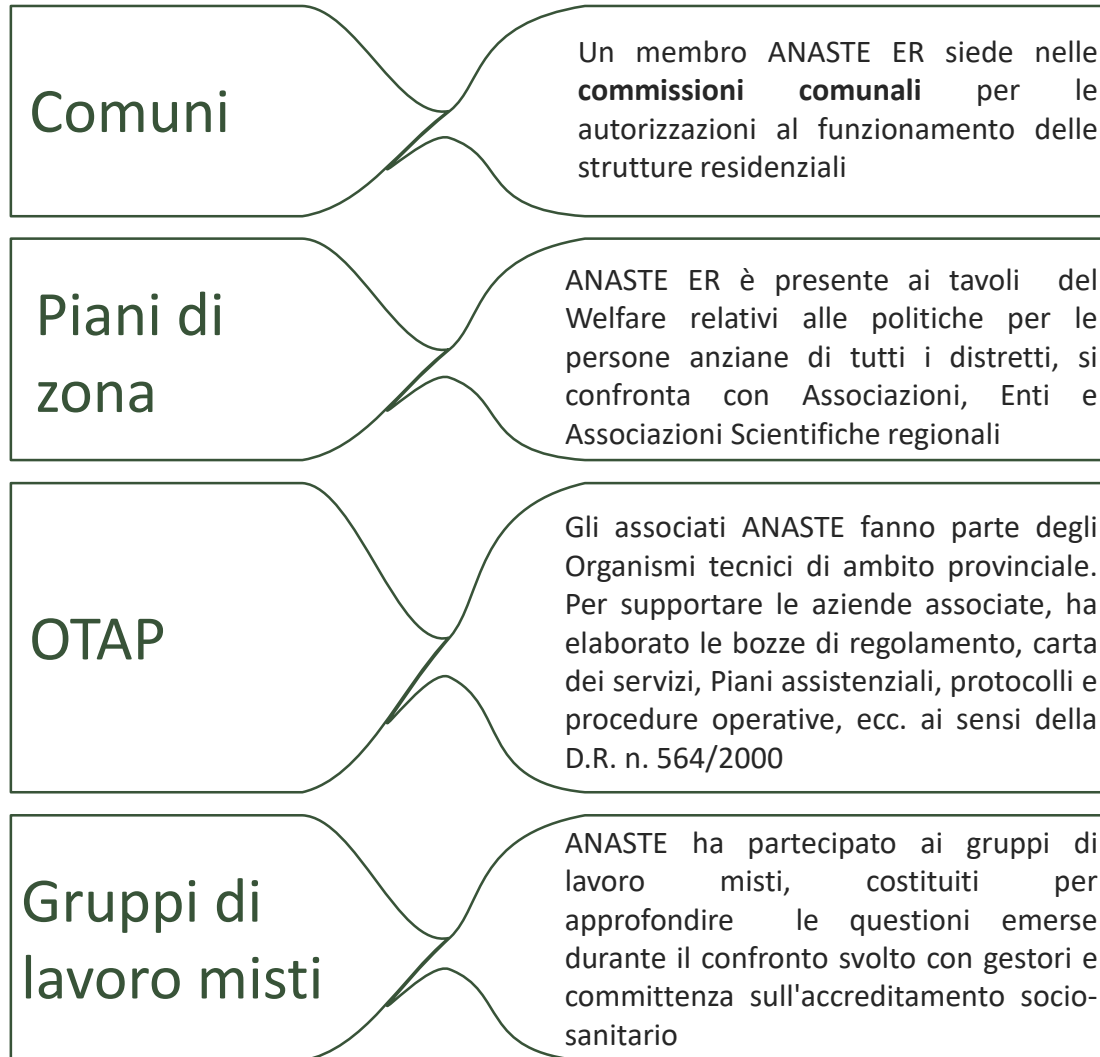 Comuni
Un membro ANASTE ER siede nelle
commissioni comunali per le
autorizzazioni al funzionamento delle
strutture residenziali
Piani di
zona
ANASTE ER è presente ai tavoli del
Welfare relativi alle politiche per le
persone anziane di tutti i distretti, si
confronta con Associazioni, Enti e
Associazioni Scientifiche regionali
OTAP
Gli associati ANASTE fanno parte degli
Organismi tecnici di ambito provinciale.
Per supportare le aziende associate, ha
elaborato le bozze di regolamento, carta
dei servizi, Piani assistenziali, protocolli e
procedure operative, ecc. ai sensi della
D.R. n. 564/2000
Gruppi di
lavoro misti
ANASTE ha partecipato ai gruppi di
lavoro misti, costituiti per
approfondire le questioni emerse
durante il confronto svolto con gestori e
committenza sull'accreditamento socio-
sanitario